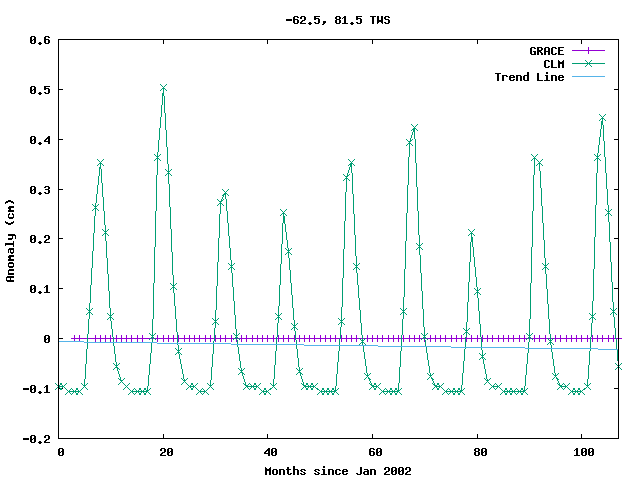 -62.5, 81.5 TWS
0.6
GRACE
CLM
Trend Line
0.5
0.4
0.3
0.2
0.1
0
-0.1
-0.2
Anomaly (cm)
0 20 40 60 80 100
Months since Jan 2002